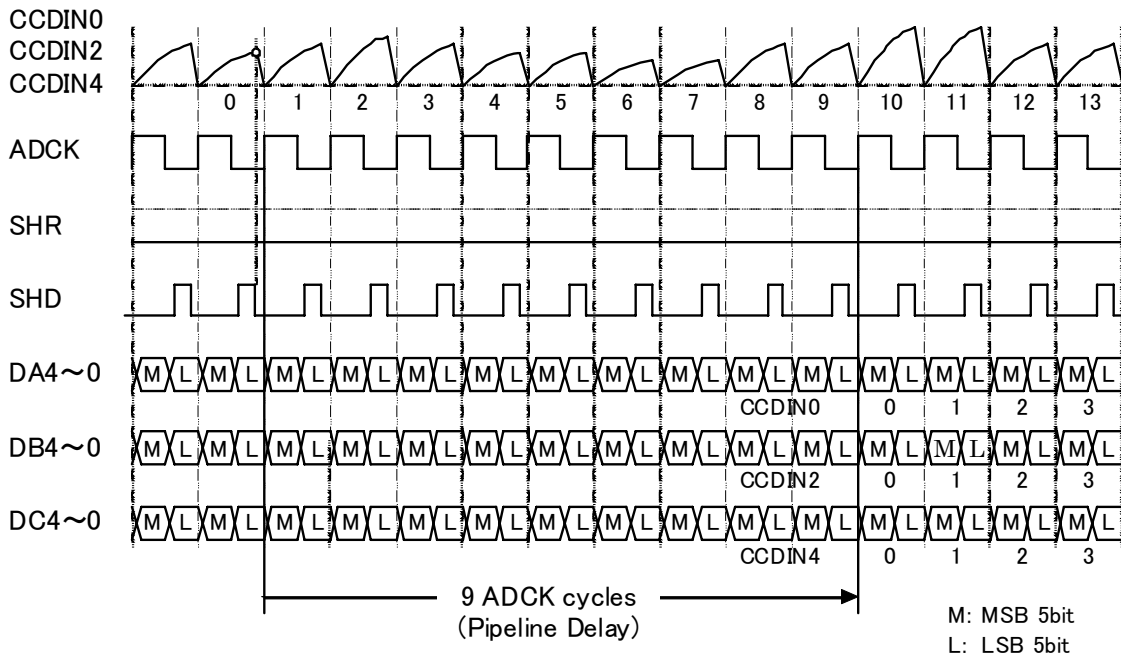 CCDIN0
CCDIN2
CCDIN4
0 1 2 3 4 5 6 7 8 9 10 11 12 13
ADCK
SHR
SHD
DA4～0 M L M L M L M L M L M L M L M L M L M L M L M L M L M L M L
CCDIN0 0 1 2 3
DB4～0 M L M L M L M L M L M L M L M L M L M L M L M L M L M L M L
CCDIN2 0 1 2 3
DC4～0 M L M L M L M L M L M L M L M L M L M L M L M L M L M L M L
CCDIN4 0 1 2 3
9 ADCK cycles
(Pipeline Delay)
M: MSB 5bit
L: LSB 5bit